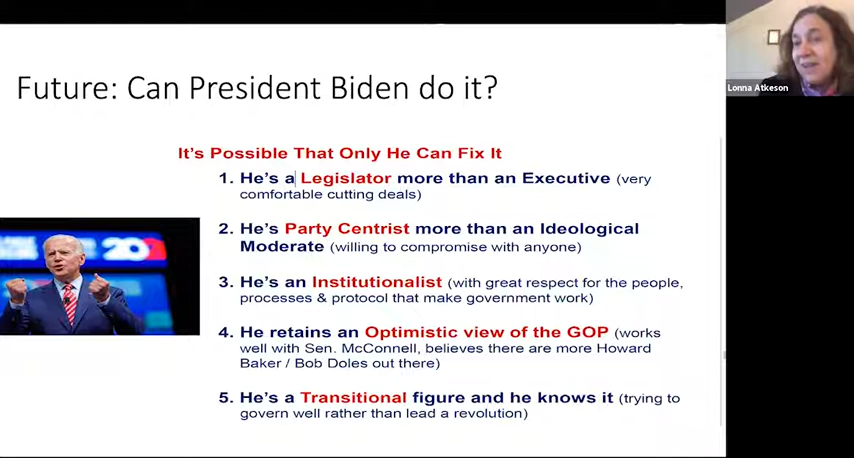 Lonna Atkeson
Future: Can President Biden do it?
It's Possible That Only He Can Fix It
1. He's a Legislator more than an Executive (very
comfortable cutting deals)
2. He's Party Centrist more than an Ideological
Moderate (willing to compromise with anyone)
3. He's an Institutionalist (with great respect for the people,
processes & protocol that make government work)
4. He retains an Optimistic view of the GOP (works
well with Sen. McConnell, believes there are more Howard
Baker / Bob Doles out there)
5. He's a Transitional figure and he knows it (trying to
govern well rather than lead a revolution)
20